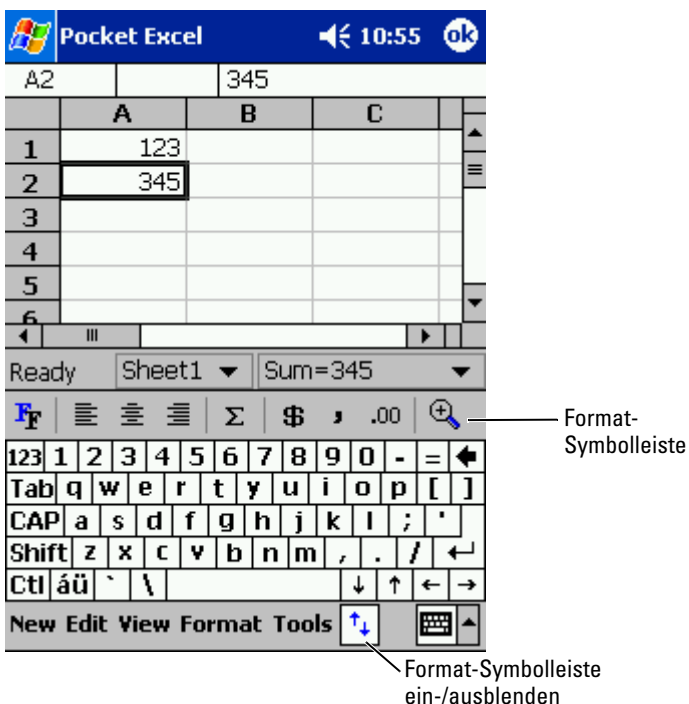 Pocket Excel 10:55 ok
A2 345
A B C
1 123
2 345
3
4
5
6
Ready Sheet1 Sum=345
FF Σ $ , .00
Format-
Symbolleiste
123 1 2 3 4 5 6 7 8 9 0 - = 
Tab q w e r t y u i o p [ ]
CAP a s d f g h j k l ; '
Shift z x c v b n m , . / ↵
Ctl áü ` \ ↓ ↑ ← →
New Edit View Format Tools
Format-Symbolleiste
ein-/ausblenden